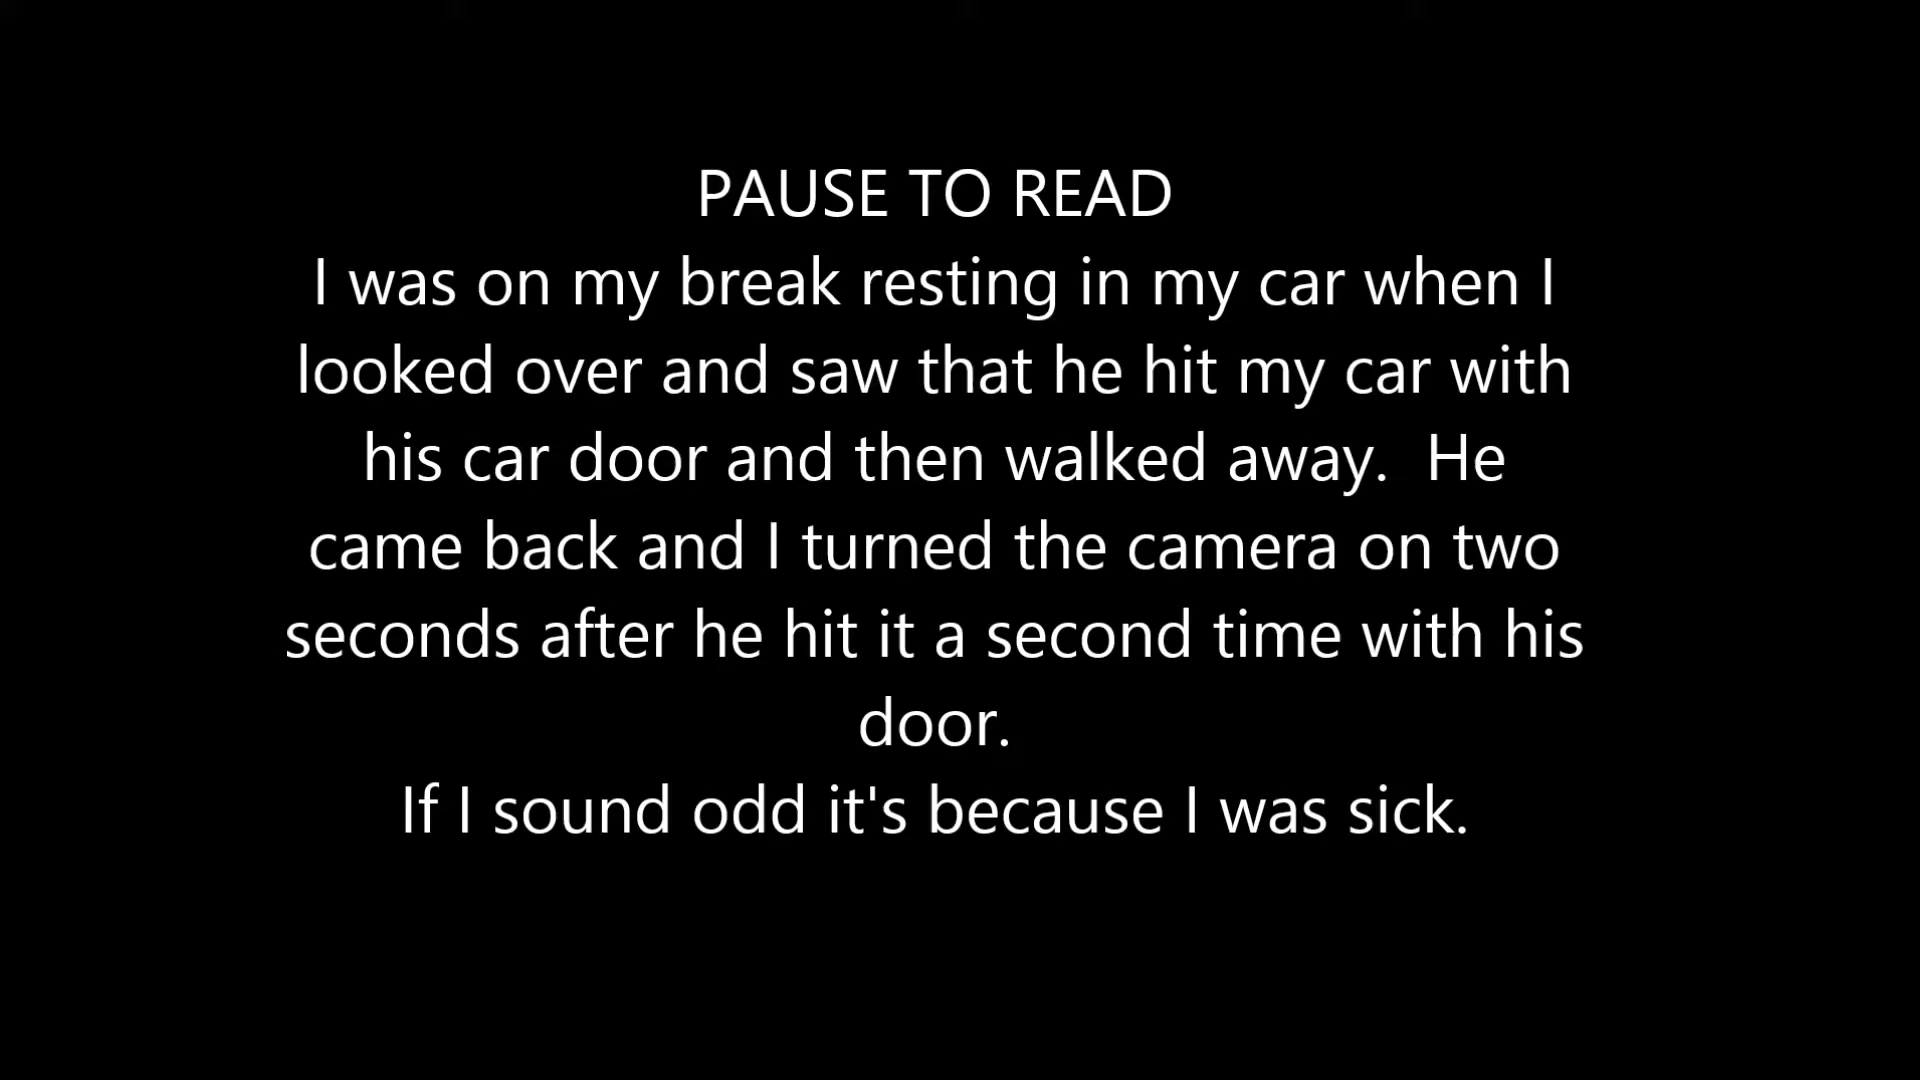 PAUSE TO READ
I was on my break resting in my car when I
looked over and saw that he hit my car with
his car door and then walked away.  He
came back and I turned the camera on two
seconds after he hit it a second time with his
door.
If I sound odd it's because I was sick.